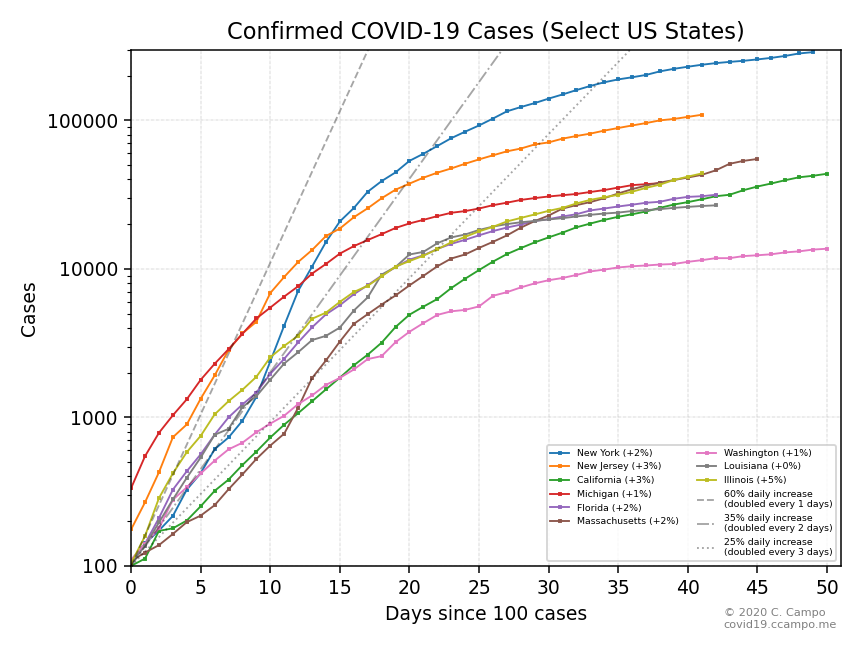 Confirmed COVID-19 Cases (Select US States)
100000
10000
1000
100
Cases
0 5 10 15 20 25 30 35 40 45 50
Days since 100 cases
New York (+2%)
New Jersey (+3%)
California (+3%)
Michigan (+1%)
Florida (+2%)
Massachusetts (+2%)
Washington (+1%)
Louisiana (+0%)
Illinois (+5%)
60% daily increase
(doubled every 1 days)
35% daily increase
(doubled every 2 days)
25% daily increase
(doubled every 3 days)
© 2020 C. Campo
covid19.ccampo.me